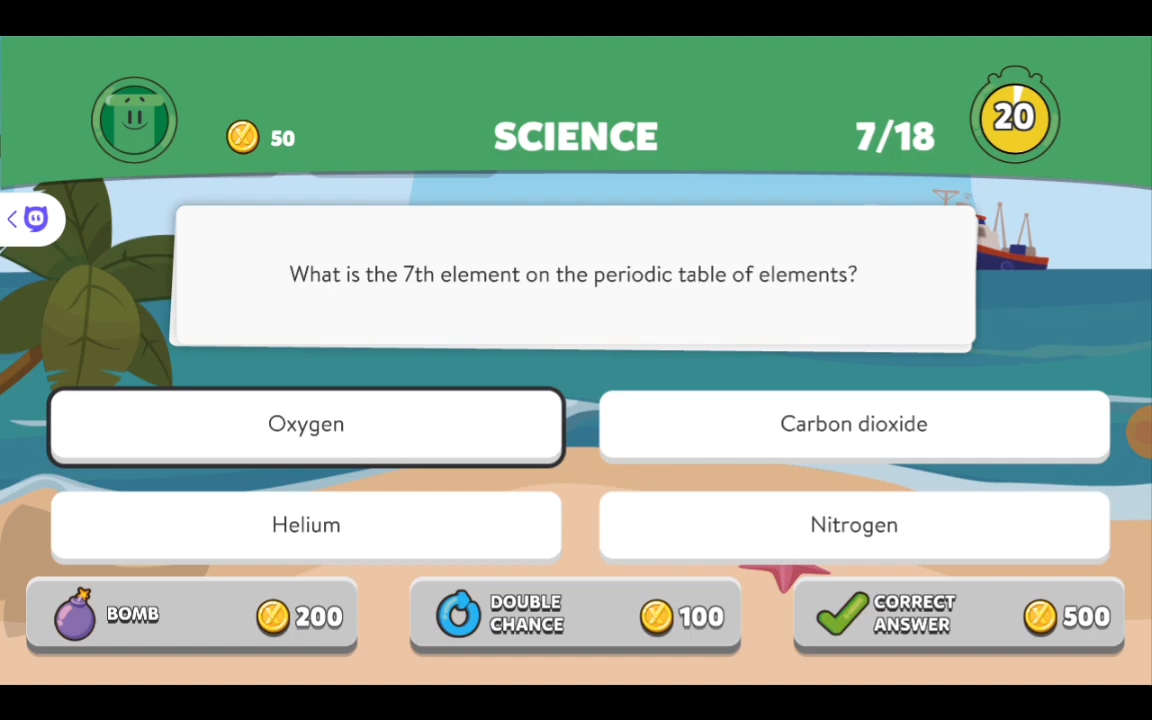 50
SCIENCE
7/18
20
What is the 7th element on the periodic table of elements?
Oxygen
Carbon dioxide
Helium
Nitrogen
BOMB
200
DOUBLE
CHANCE
100
CORRECT
ANSWER
500